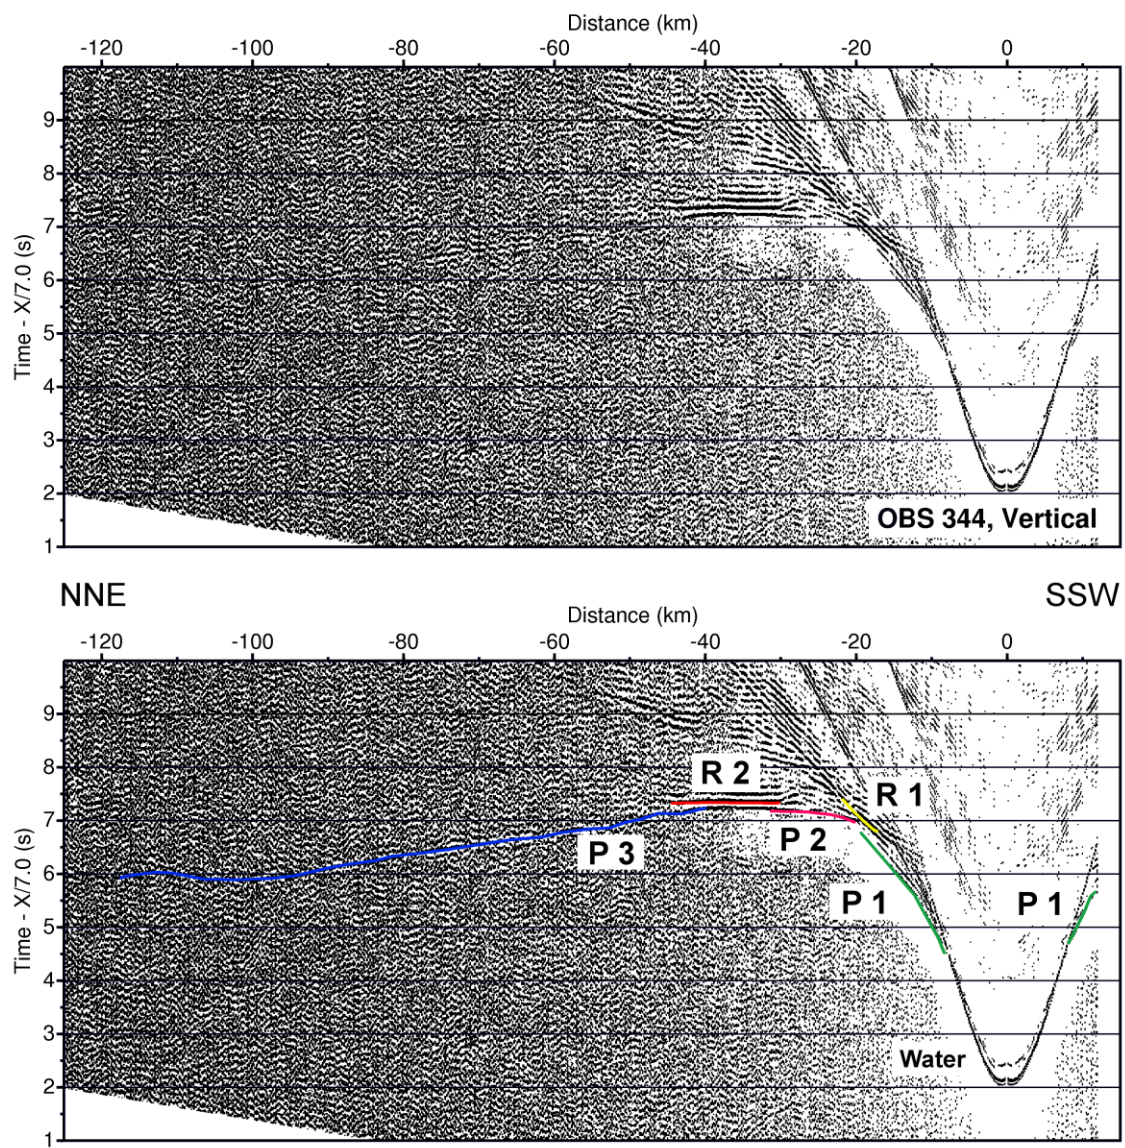 Distance (km)
-120 -100 -80 -60 -40 -20 0
9
8
7
6
5
4
3
2
1
Time - X/7.0 (s)
OBS 344, Vertical
NNE SSW
Distance (km)
-120 -100 -80 -60 -40 -20 0
9
8
7
6
5
4
3
2
1
Time - X/7.0 (s)
R 2
R 1
P 2
P 3
P 1 P 1
Water